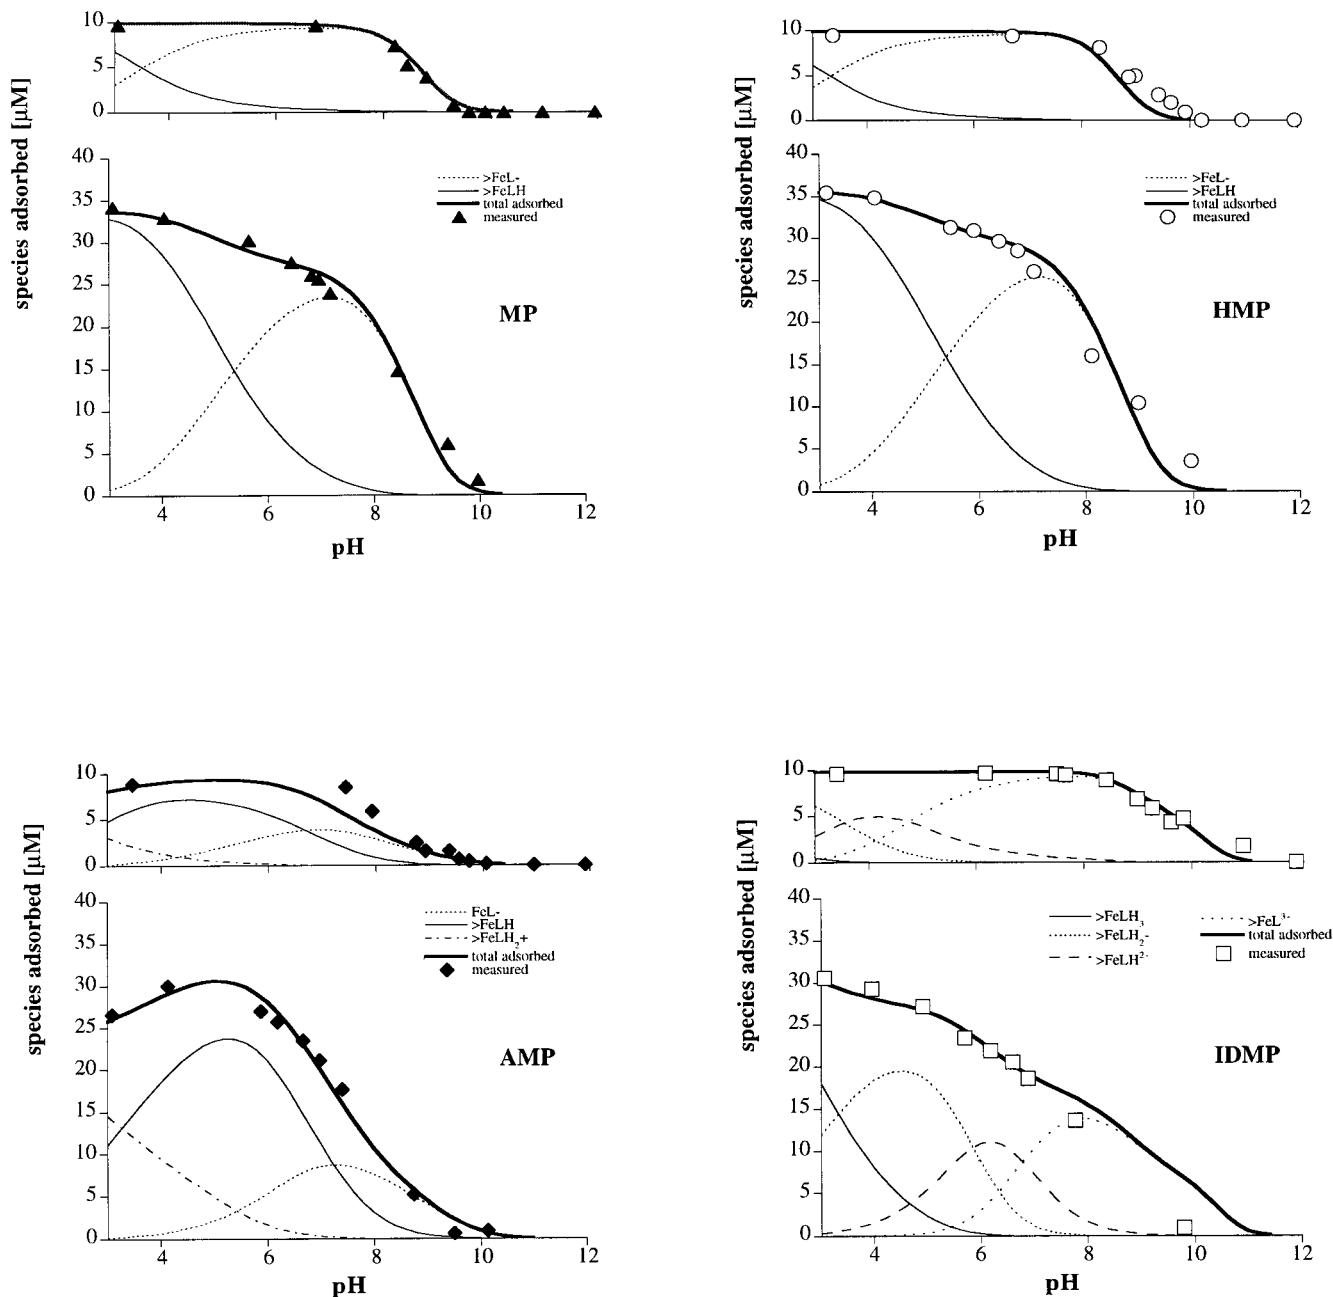 10
5
0
species adsorbed [µM]
40
35
30
25
20
15
10
5
0
>FeL-
>FeLH
total adsorbed
measured
MP
4 6 8 10 12
pH
10
5
0
species adsorbed [µM]
40
35
30
25
20
15
10
5
0
>FeL-
>FeLH
total adsorbed
measured
HMP
4 6 8 10 12
pH
10
5
0
species adsorbed [µM]
40
35
30
25
20
15
10
5
0
FeL-
>FeLH
>FeLH₂+
total adsorbed
measured
AMP
4 6 8 10 12
pH
10
5
0
species adsorbed [µM]
40
35
30
25
20
15
10
5
0
>FeLH₃
>FeLH₂-
>FeLH²-
>FeL³-
total adsorbed
measured
IDMP
4 6 8 10 12
pH